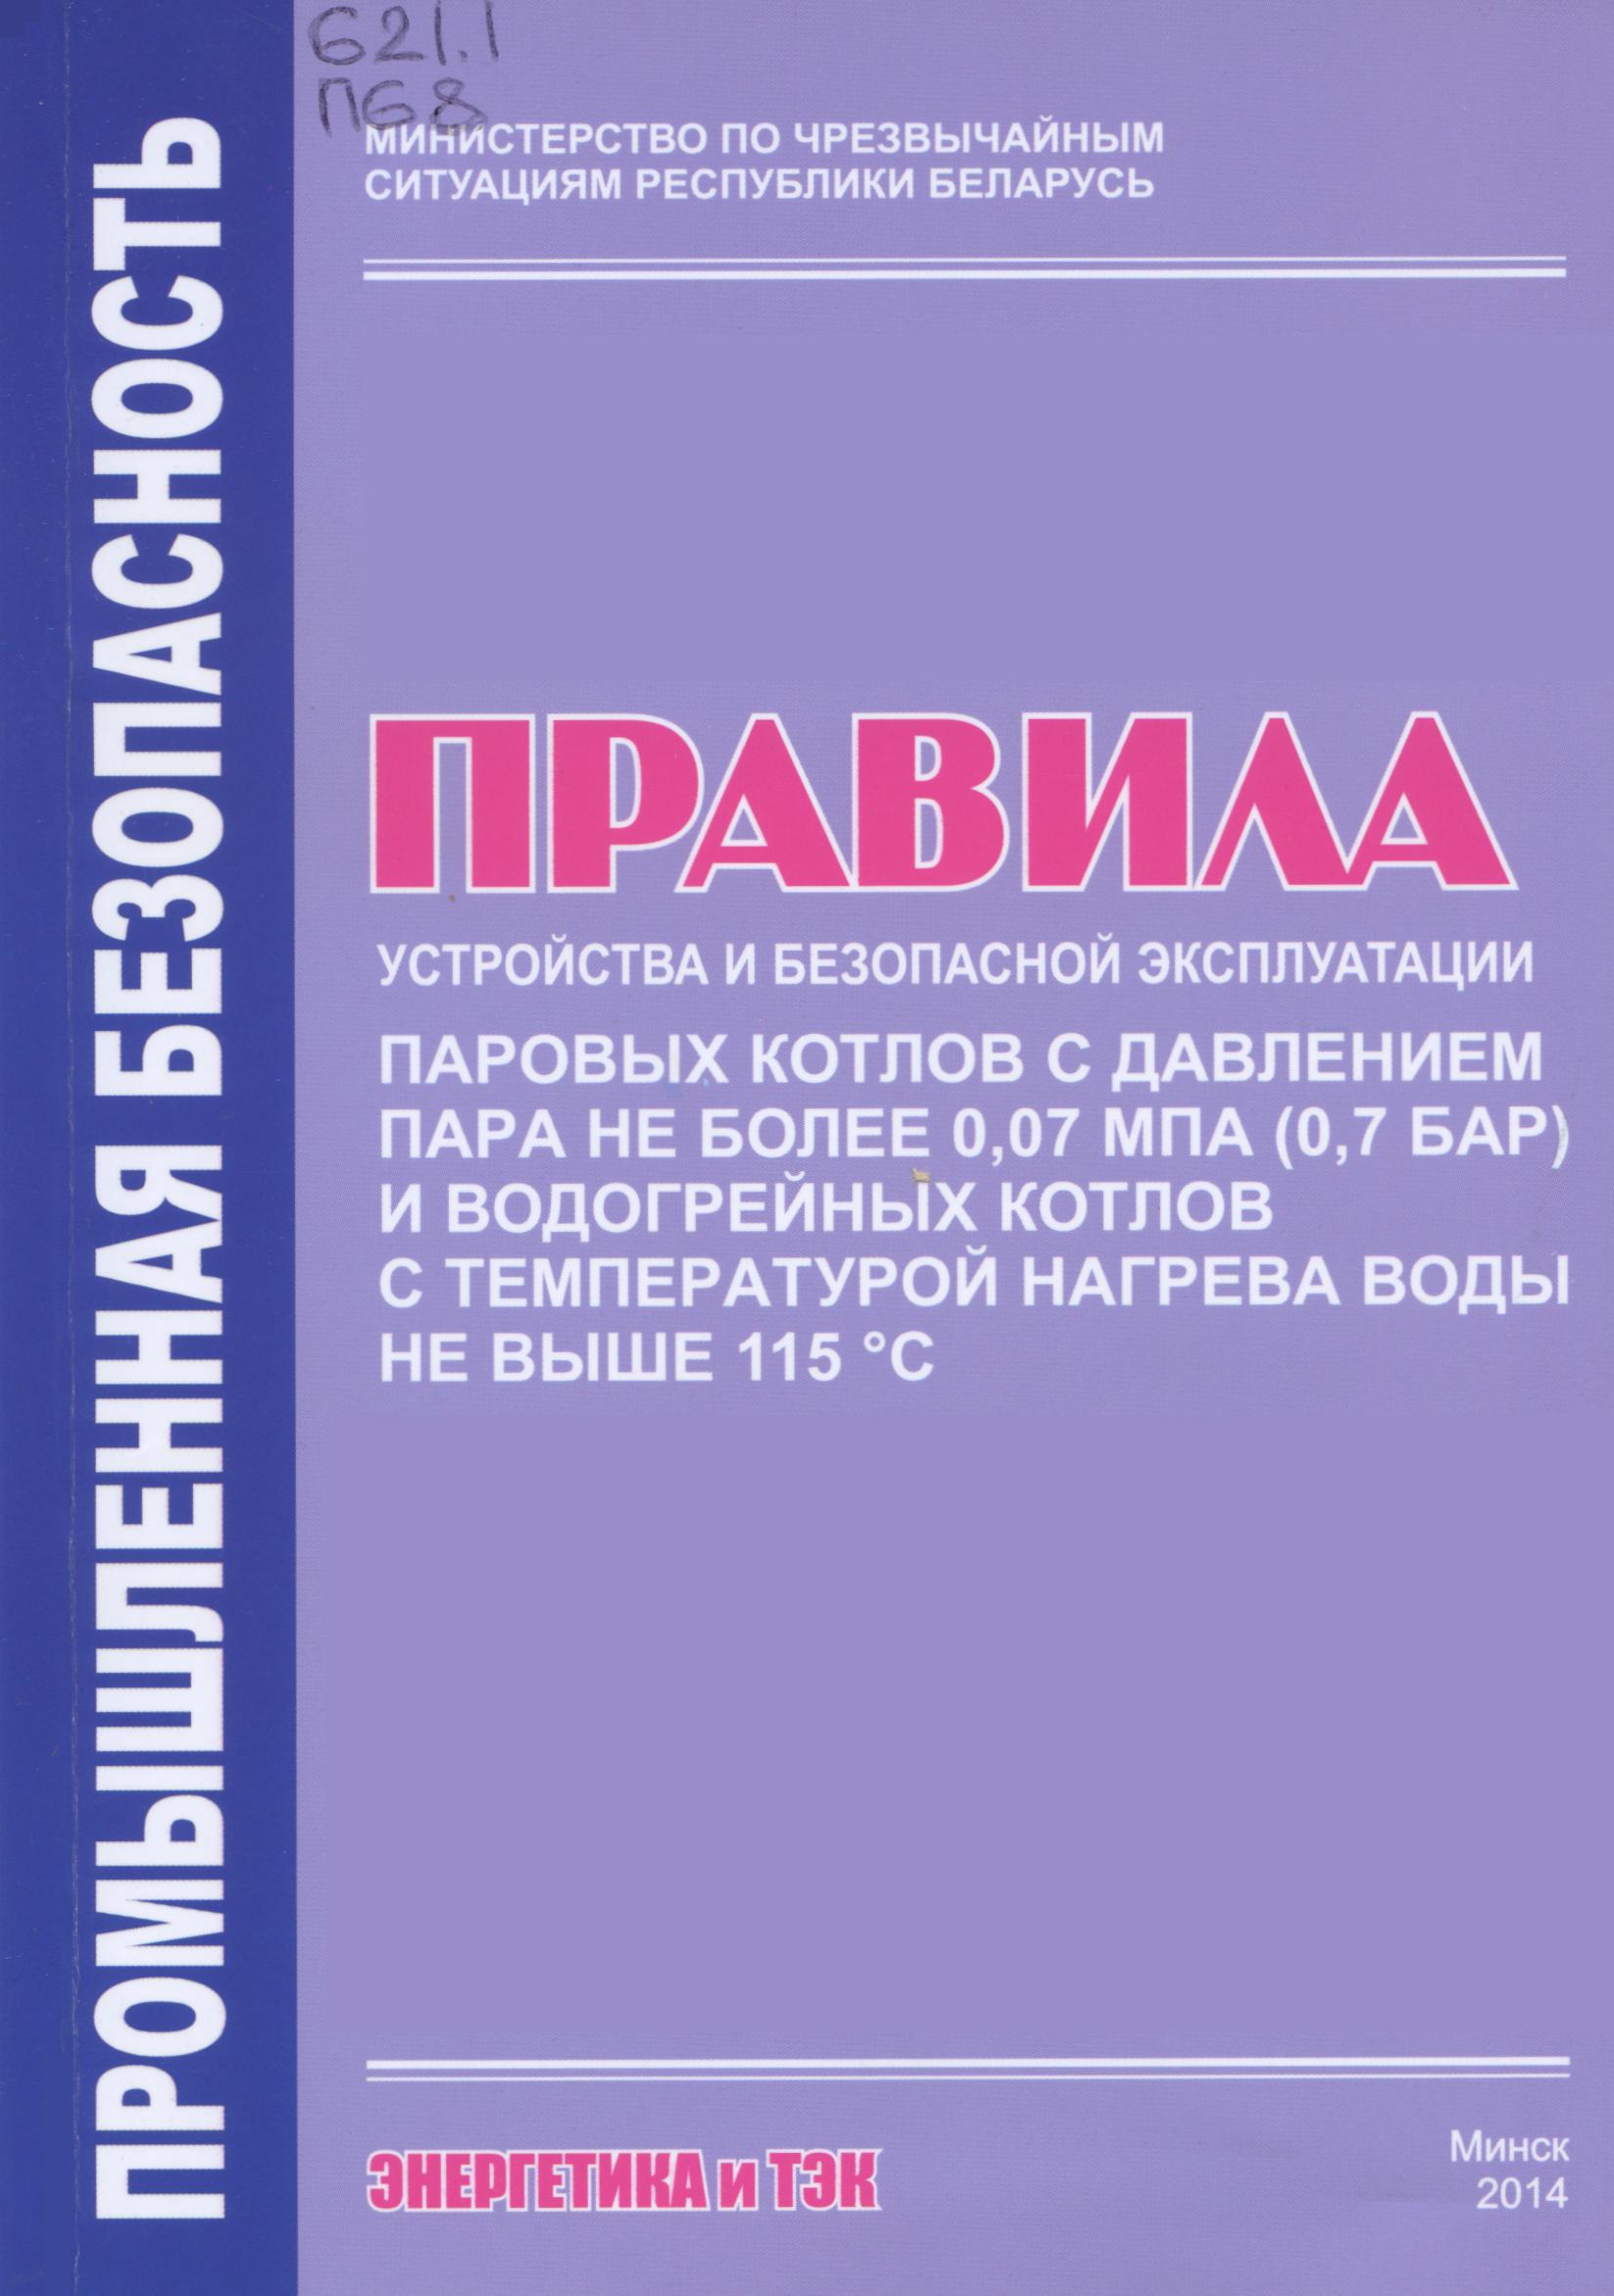 621.1
П68
МИНИСТЕРСТВО ПО ЧРЕЗВЫЧАЙНЫМ
СИТУАЦИЯМ РЕСПУБЛИКИ БЕЛАРУСЬ
ПРОМЫШЛЕННАЯ БЕЗОПАСНОСТЬ
ПРАВИЛА
УСТРОЙСТВА И БЕЗОПАСНОЙ ЭКСПЛУАТАЦИИ
ПАРОВЫХ КОТЛОВ С ДАВЛЕНИЕМ
ПАРА НЕ БОЛЕЕ 0,07 МПА (0,7 БАР)
И ВОДОГРЕЙНЫХ КОТЛОВ
С ТЕМПЕРАТУРОЙ НАГРЕВА ВОДЫ
НЕ ВЫШЕ 115 °С
ЭНЕРГЕТИКА и ТЭК
Минск
2014